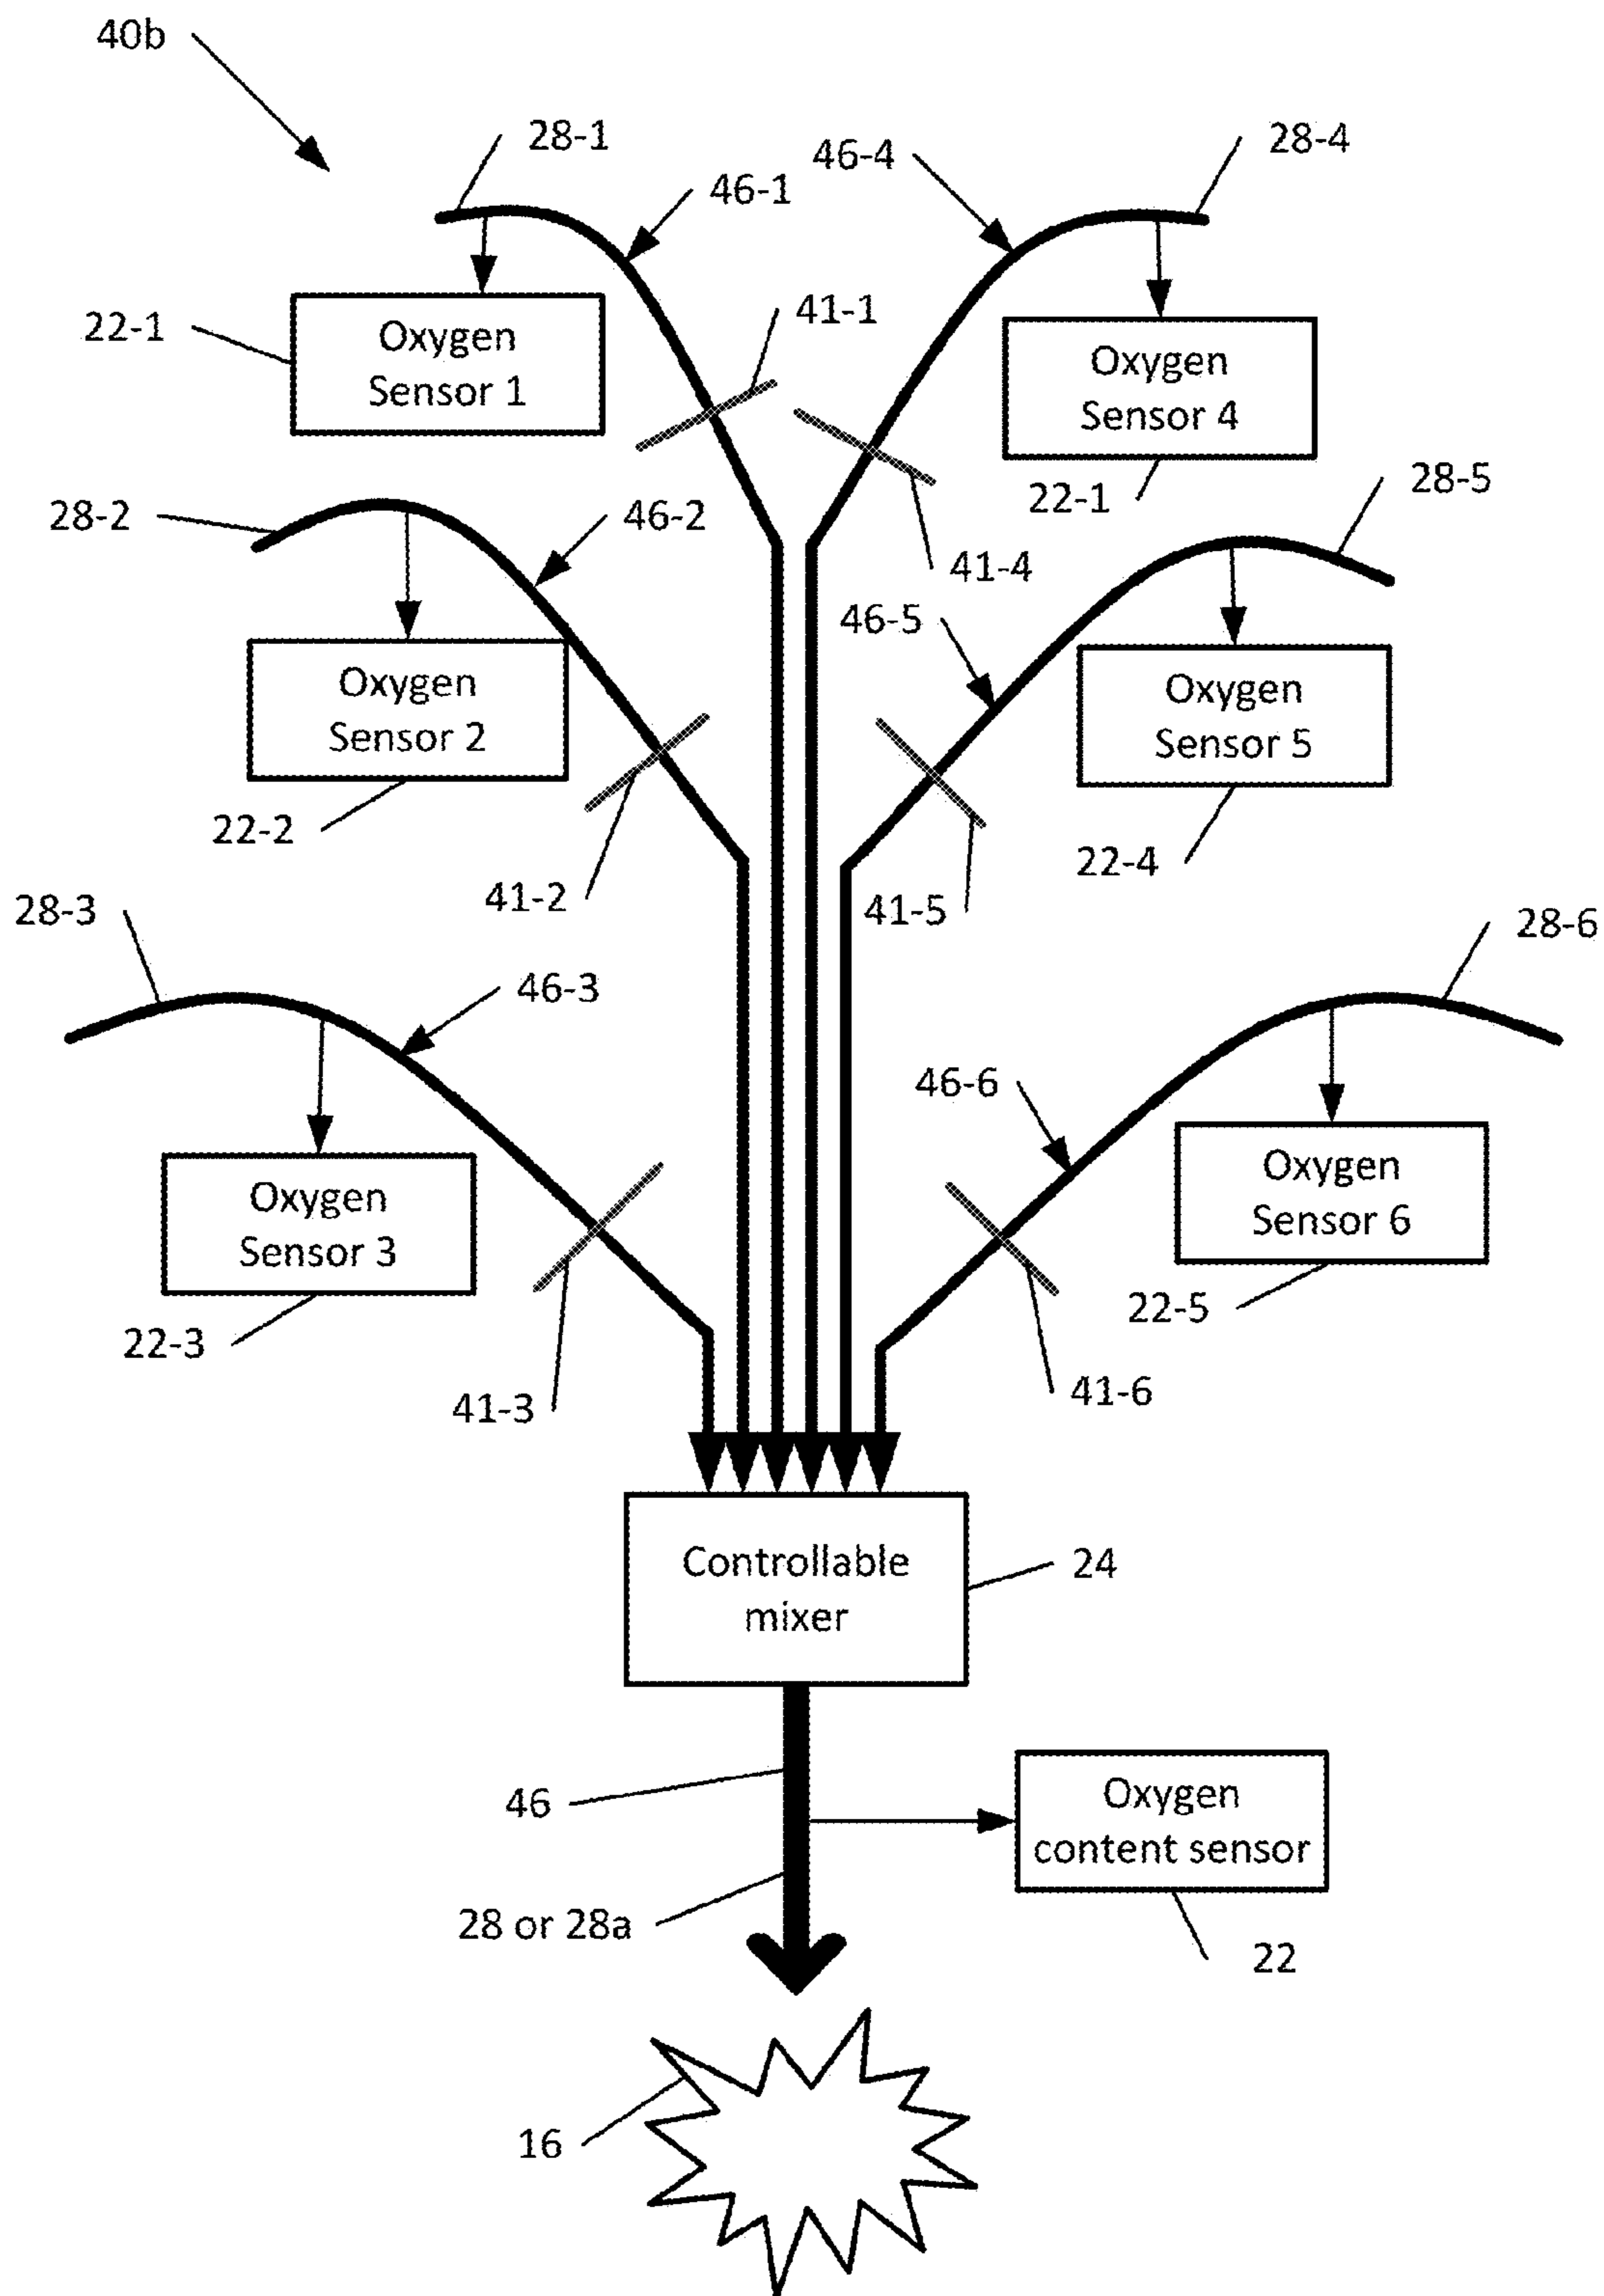 40b
28-1
46-4
28-4
46-1
22-1
Oxygen
Sensor 1
41-1
Oxygen
Sensor 4
22-1
28-5
28-2
46-2
41-4
46-5
Oxygen
Sensor 2
Oxygen
Sensor 5
22-2
22-4
41-2
41-5
28-3
28-6
46-3
46-6
Oxygen
Sensor 3
Oxygen
Sensor 6
22-3
22-5
41-3
41-6
Controllable
mixer
24
46
Oxygen
content sensor
28 or 28a
22
16